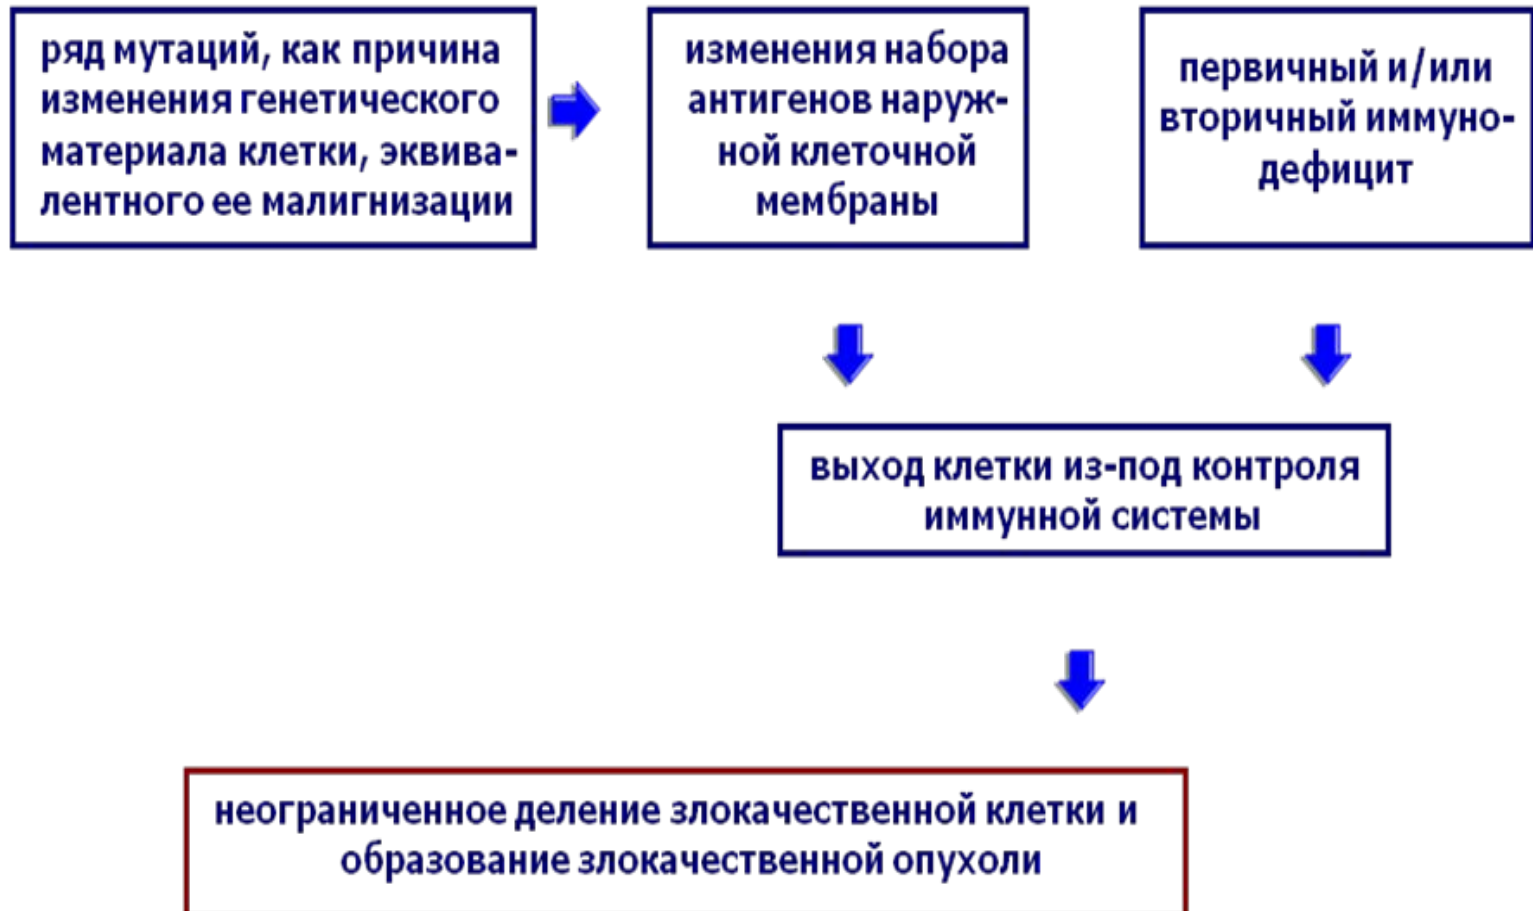 ряд мутаций, как причина
изменения генетического
материала клетки, эквива-
лентного ее малигнизации
изменения набора
антигенов наруж-
ной клеточной
мембраны
первичный и/или
вторичный иммуно-
дефицит
выход клетки из-под контроля
иммунной системы
неограниченное деление злокачественной клетки и
образование злокачественной опухоли